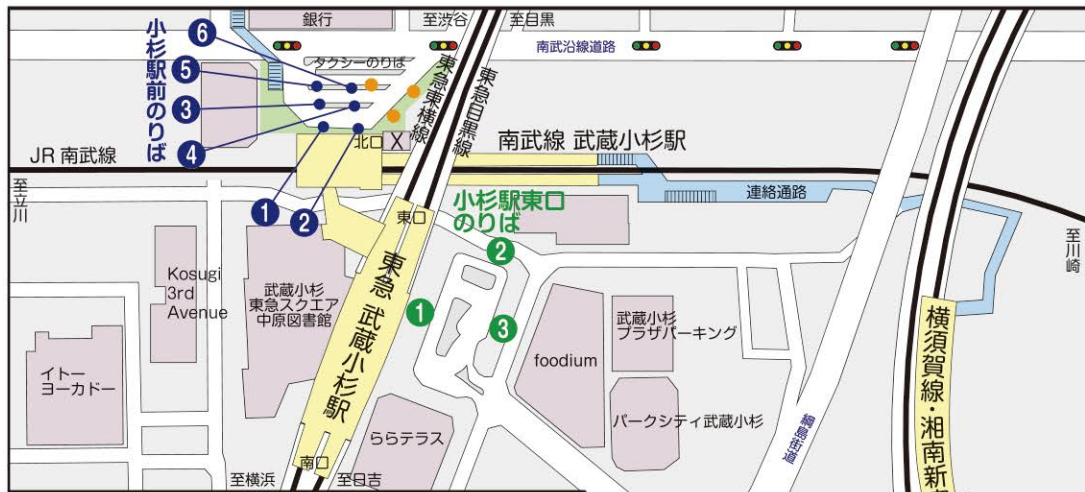 銀行
至渋谷
至目黒
南武沿線道路
小杉駅前のりば
6
5
3
4
1
2
タクシーのりば
東急東横線
東急目黒線
北口
X
JR 南武線
南武線 武蔵小杉駅
至立川
連絡通路
至川崎
小杉駅東口
のりば
2
1
3
東口
東急 武蔵小杉駅
南口
Kosugi
3rd
Avenue
武蔵小杉
東急スクエア
中原図書館
イトー
ヨーカドー
ららテラス
foodium
武蔵小杉
プラザパーキング
パークシティ武蔵小杉
綱島街道
横須賀線・湘南新
至横浜
至日吉